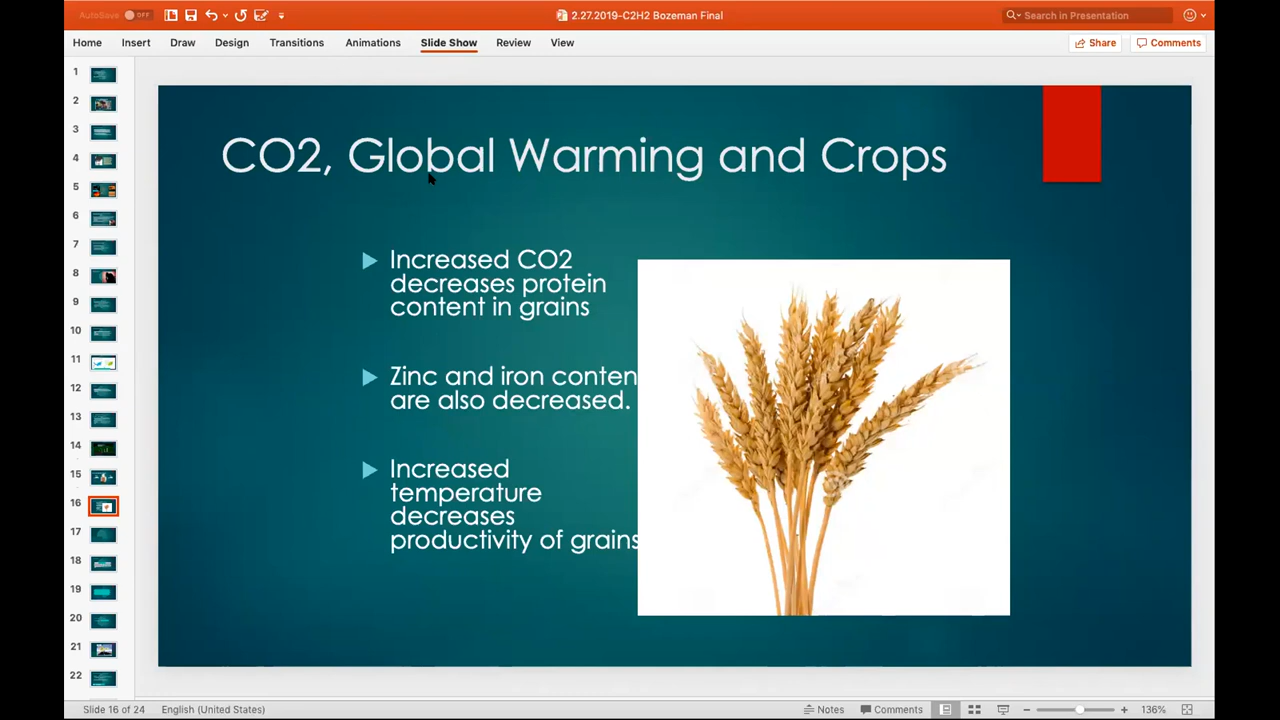 AutoSave OFF
2.27.2019-C2H2 Bozeman Final
Search in Presentation
Home Insert Draw Design Transitions Animations Slide Show Review View
Share Comments
1
2
3
4
5
6
7
8
9
10
11
12
13
14
15
16
17
18
19
20
21
22
CO2, Global Warming and Crops
Increased CO2
decreases protein
content in grains
Zinc and iron conten
are also decreased.
Increased
temperature
decreases
productivity of grains
Slide 16 of 24 English (United States) Notes Comments 136%